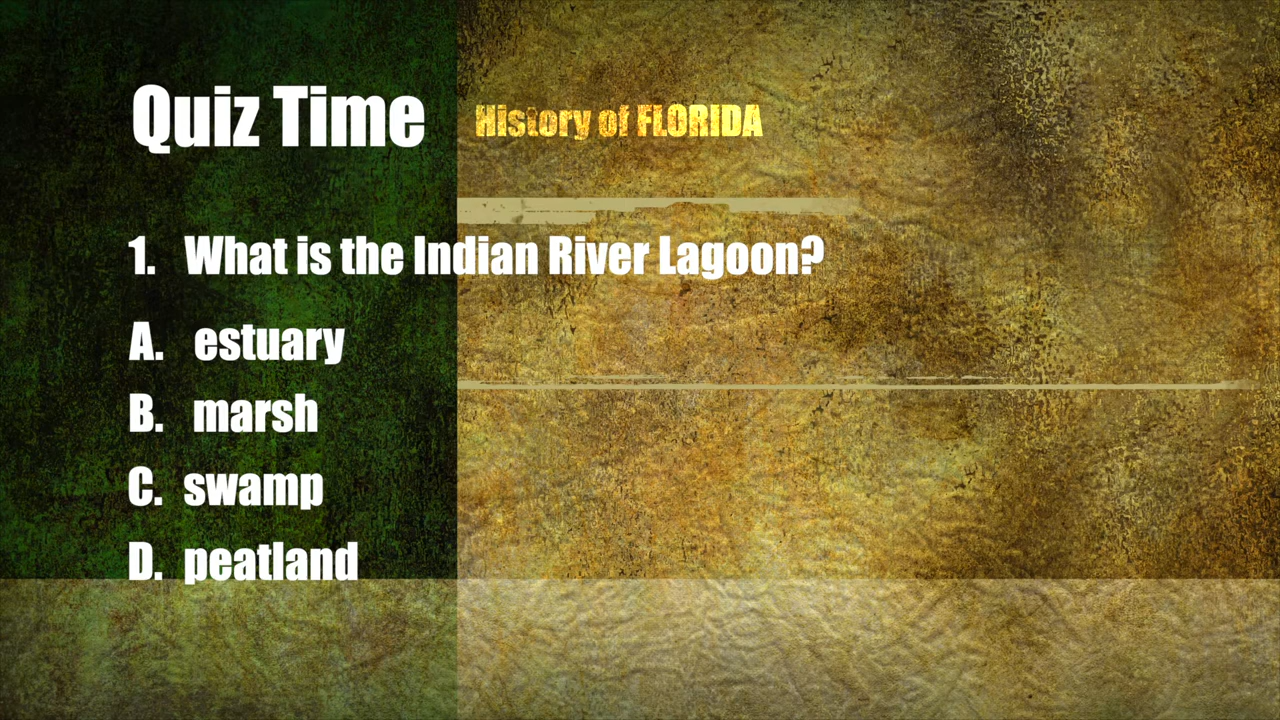 Quiz Time
History of FLORIDA
1. What is the Indian River Lagoon?
A. estuary
B. marsh
C. swamp
D. peatland